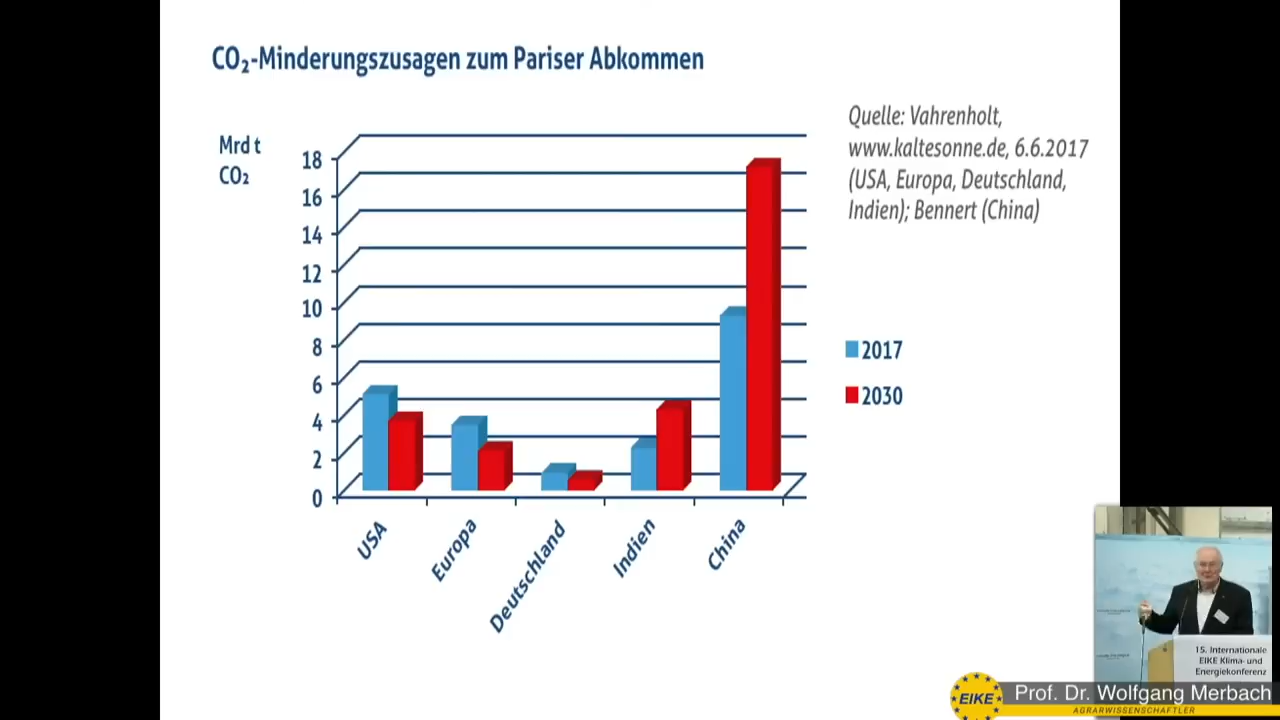 CO₂-Minderungszusagen zum Pariser Abkommen
Quelle: Vahrenholt,
www.kaltesonne.de, 6.6.2017
(USA, Europa, Deutschland,
Indien); Bennert (China)
Mrd t
CO₂
18
16
14
12
10
8
6
4
2
0
USA
Europa
Deutschland
Indien
China
2017
2030
15. Internationale
EIKE Klima- und
Energiekonferenz
EIKE
Prof. Dr. Wolfgang Merbach
AGRARWISSENSCHAFTLER